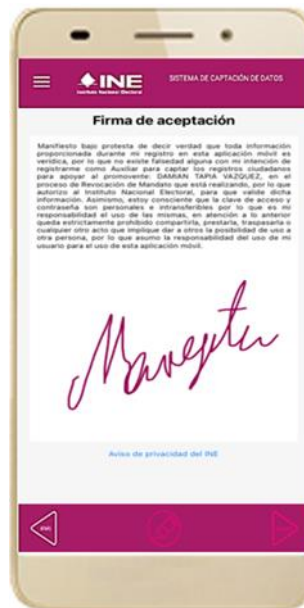 INE
Instituto Nacional Electoral
SISTEMA DE CAPTACIÓN DE DATOS
Firma de aceptación
Manifiesto bajo protesta de decir verdad que toda información
proporcionada durante mi registro en esta aplicación móvil es
verídica, por lo que no existe falsedad alguna con mi intención de
registrarme como Auxiliar para captar los registros ciudadanos
para apoyar al promovente: DAMIAN TAPIA VAZQUEZ, en el
proceso de Revocación de Mandato que está realizando, por lo que
autorizo al Instituto Nacional Electoral, para que valide dicha
información. Asimismo, estoy consciente que la clave de acceso y
contraseña son personales e intransferibles por lo que es mi
responsabilidad el uso de las mismas, en atención a lo anterior
queda estrictamente prohibido compartirla, prestarla, traspasarla o
cualquier otro acto que implique dar a otros la posibilidad de uso a
otra persona, por lo que asumo la responsabilidad del uso de mi
usuario para el uso de esta aplicación móvil.
Aviso de privacidad del INE